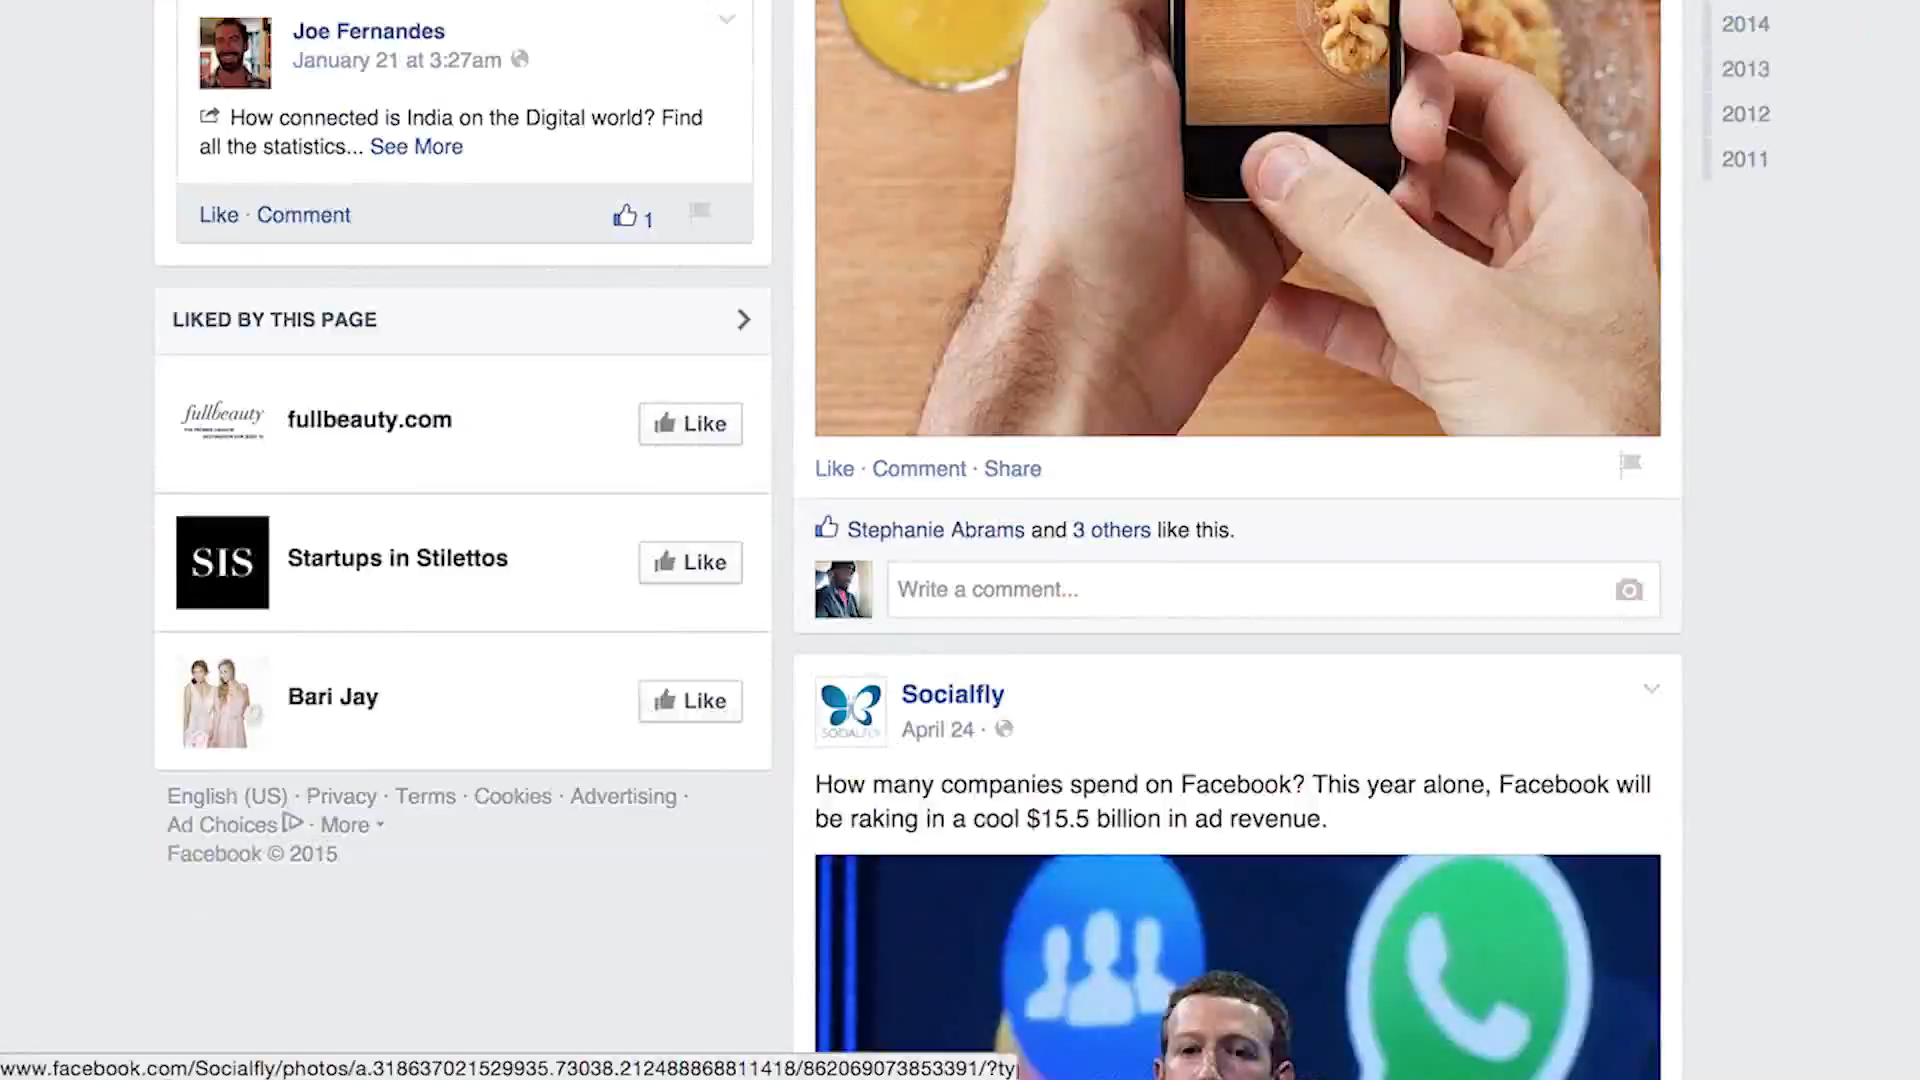 Joe Fernandes
January 21 at 3:27am
How connected is India on the Digital world? Find
all the statistics... See More
Like · Comment
1
LIKED BY THIS PAGE
fullbeauty
fullbeauty.com
Like
SIS
Startups in Stilettos
Like
Bari Jay
Like
English (US) · Privacy · Terms · Cookies · Advertising ·
Ad Choices · More
Facebook © 2015
Like · Comment · Share
Stephanie Abrams and 3 others like this.
Write a comment...
SOCIALFLY
Socialfly
April 24 ·
How many companies spend on Facebook? This year alone, Facebook will
be raking in a cool $15.5 billion in ad revenue.
2014
2013
2012
2011
www.facebook.com/Socialfly/photos/a.318637021529935.73038.212488868811418/862069073853391/?ty